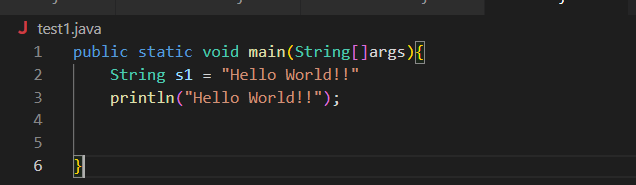 J test1.java
1 public static void main(String[]args){
2 String s1 = "Hello World!!"
3 println("Hello World!!");
4
5
6 }